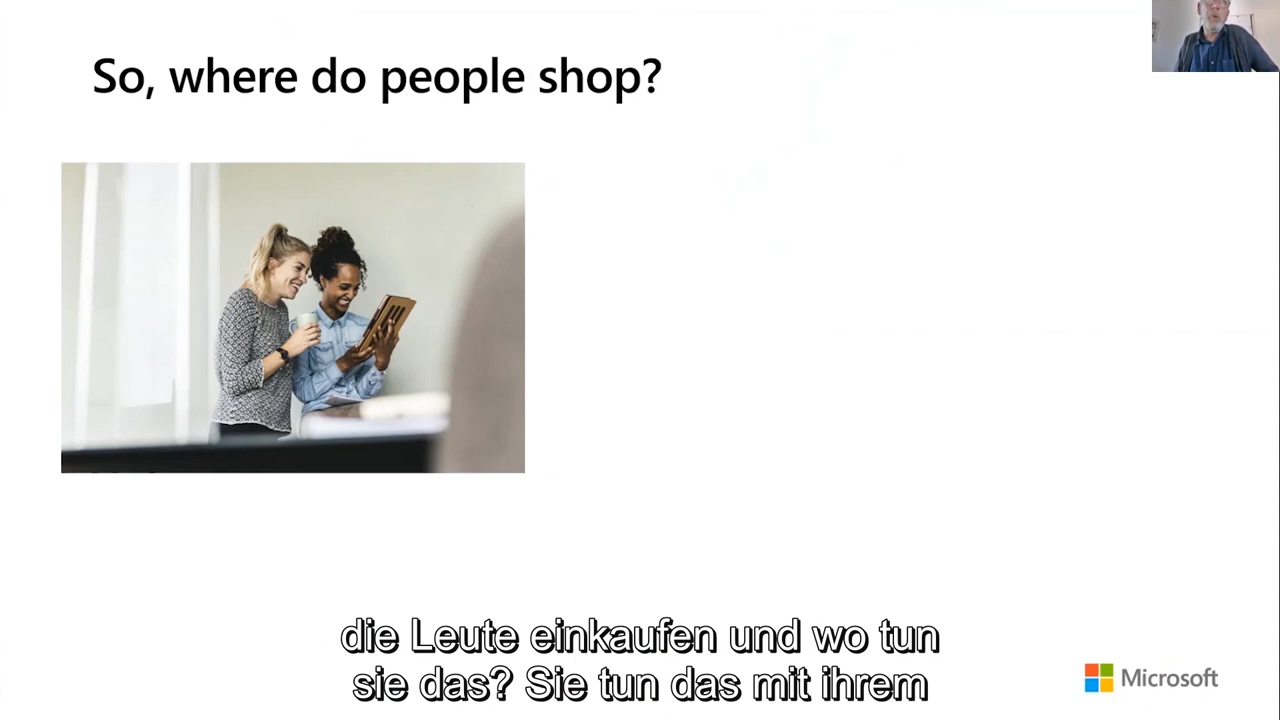 So, where do people shop?
die Leute einkaufen und wo tun
sie das? Sie tun das mit ihrem
Microsoft